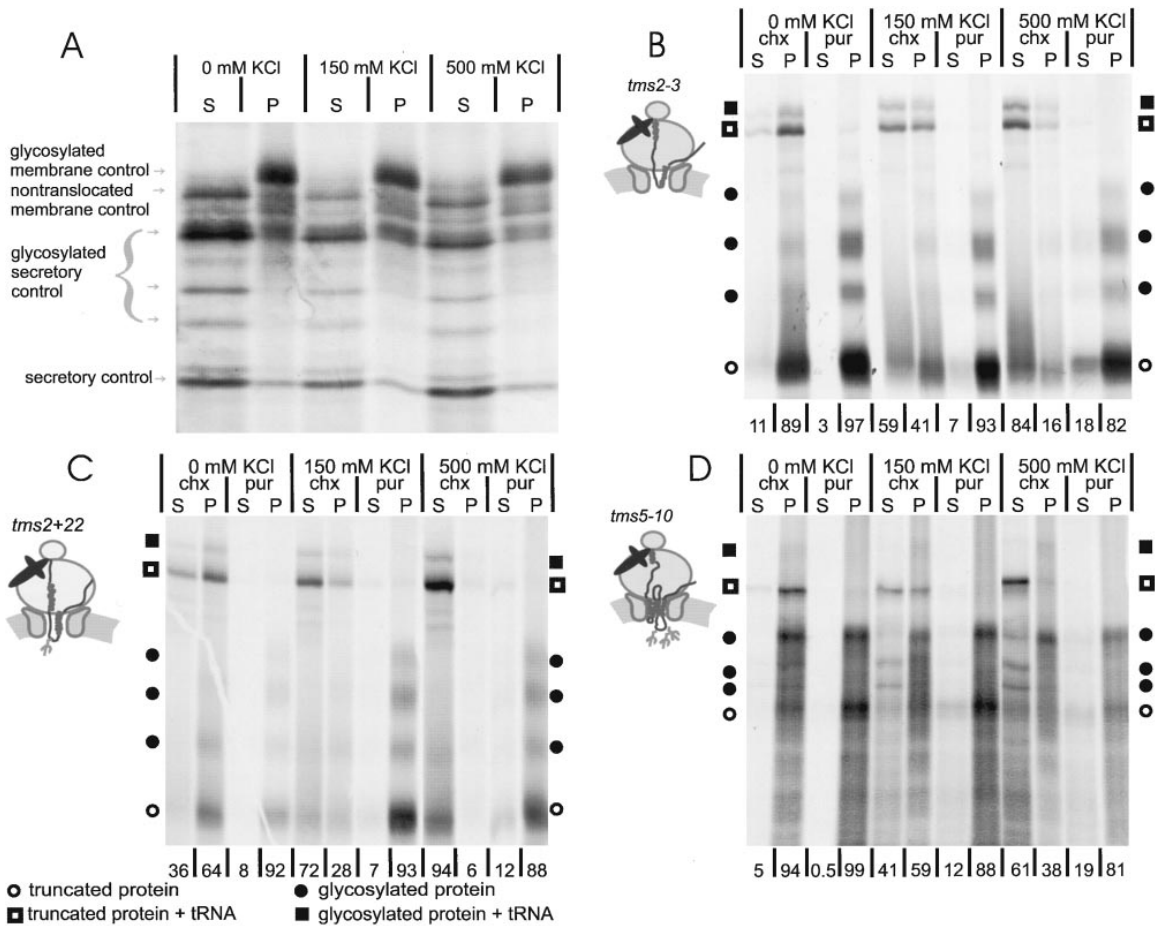 A
0 mM KCl 150 mM KCl 500 mM KCl
S P S P S P
glycosylated
membrane control
nontranslocated
membrane control
glycosylated
secretory
control
secretory control
B
0 mM KCl 150 mM KCl 500 mM KCl
chx pur chx pur chx pur
S P S P S P S P S P S P
tms2-3
11 89 3 97 59 41 7 93 84 16 18 82
C
0 mM KCl 150 mM KCl 500 mM KCl
chx pur chx pur chx pur
S P S P S P S P S P S P
tms2+22
36 64 8 92 72 28 7 93 94 6 12 88
D
0 mM KCl 150 mM KCl 500 mM KCl
chx pur chx pur chx pur
S P S P S P S P S P S P
tms5-10
5 94 0.5 99 41 59 12 88 61 38 19 81
truncated protein glycosylated protein
truncated protein + tRNA glycosylated protein + tRNA